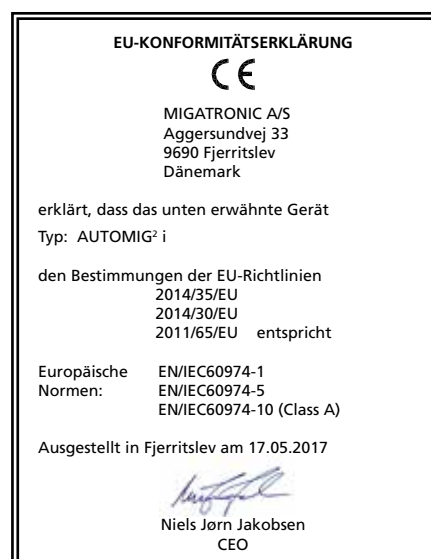 EU-KONFORMITÄTSERKLÄRUNG
CE
MIGATRONIC A/S
Aggersundvej 33
9690 Fjerritslev
Dänemark
erklärt, dass das unten erwähnte Gerät
Typ: AUTOMIG² i
den Bestimmungen der EU-Richtlinien
2014/35/EU
2014/30/EU
2011/65/EU entspricht
Europäische EN/IEC60974-1
Normen: EN/IEC60974-5
EN/IEC60974-10 (Class A)
Ausgestellt in Fjerritslev am 17.05.2017
Niels Jørn Jakobsen
CEO